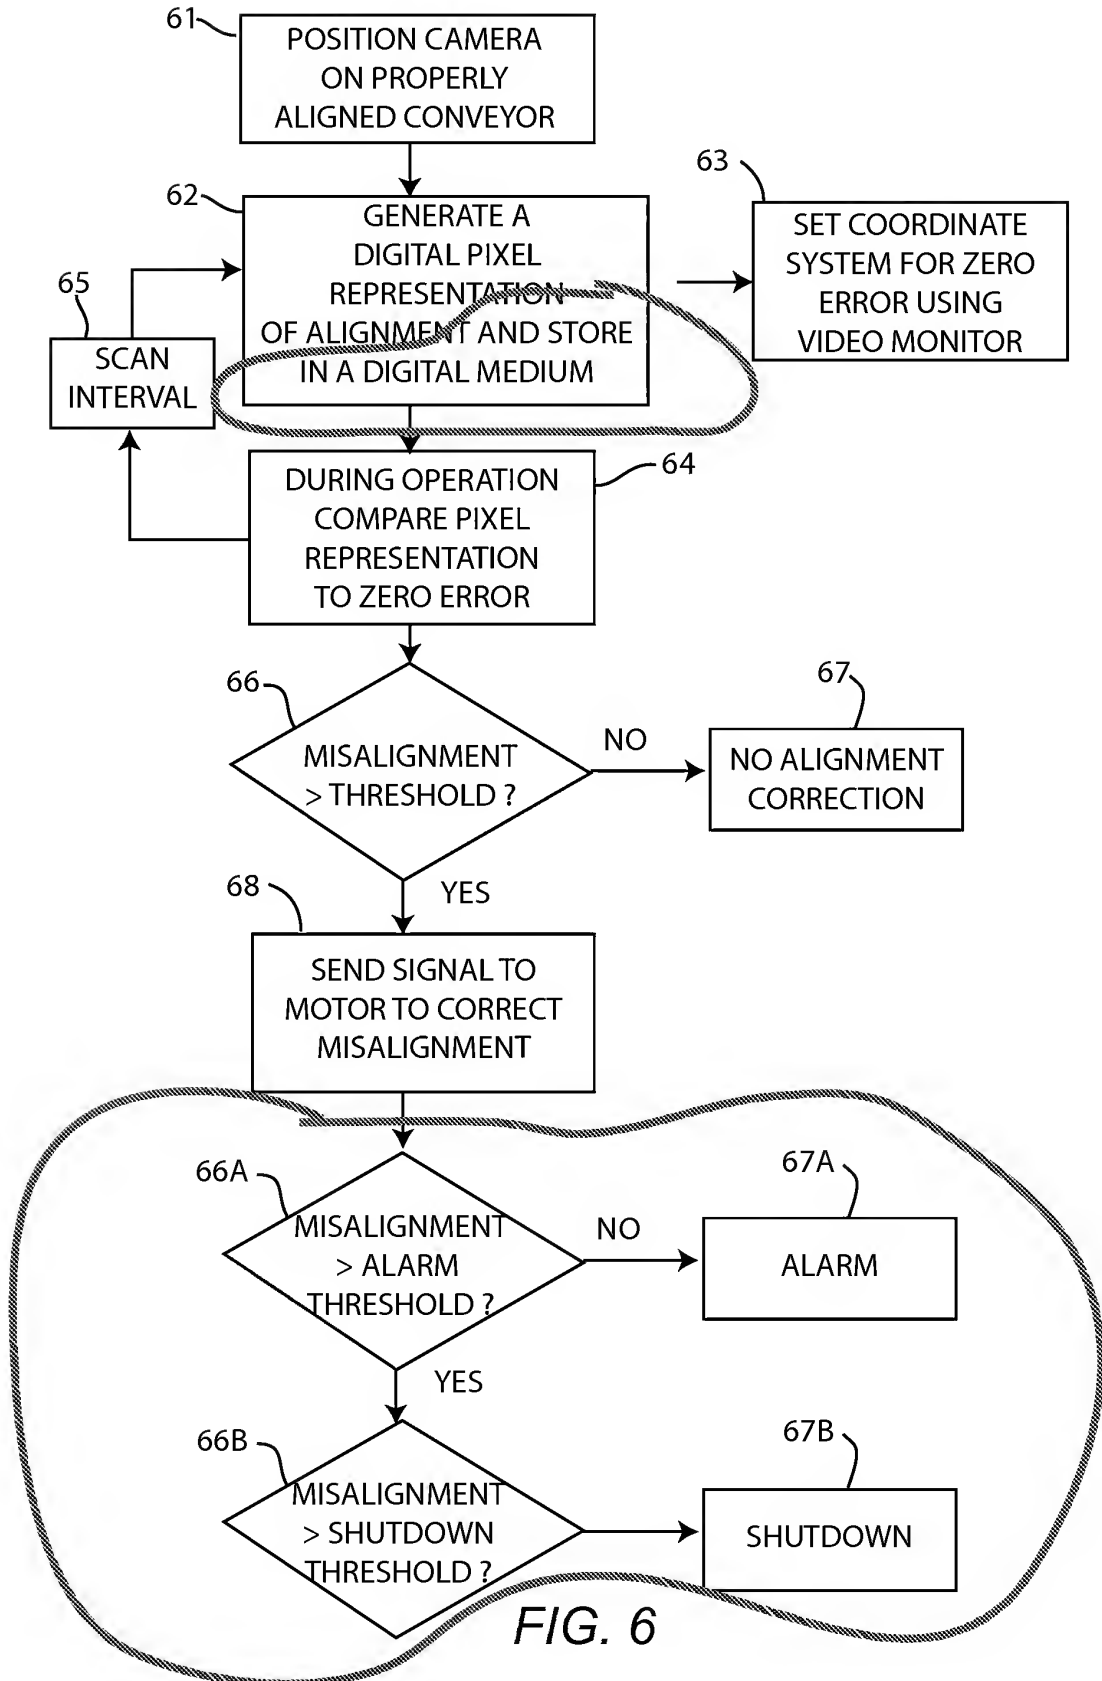 61
POSITION CAMERA
ON PROPERLY
ALIGNED CONVEYOR
62
GENERATE A
DIGITAL PIXEL
REPRESENTATION
OF ALIGNMENT AND STORE
IN A DIGITAL MEDIUM
63
SET COORDINATE
SYSTEM FOR ZERO
ERROR USING
VIDEO MONITOR
65
SCAN
INTERVAL
64
DURING OPERATION
COMPARE PIXEL
REPRESENTATION
TO ZERO ERROR
66
MISALIGNMENT
> THRESHOLD ?
NO
67
NO ALIGNMENT
CORRECTION
YES
68
SEND SIGNAL TO
MOTOR TO CORRECT
MISALIGNMENT
66A
MISALIGNMENT
> ALARM
THRESHOLD ?
NO
67A
ALARM
YES
66B
MISALIGNMENT
> SHUTDOWN
THRESHOLD ?
67B
SHUTDOWN
FIG. 6